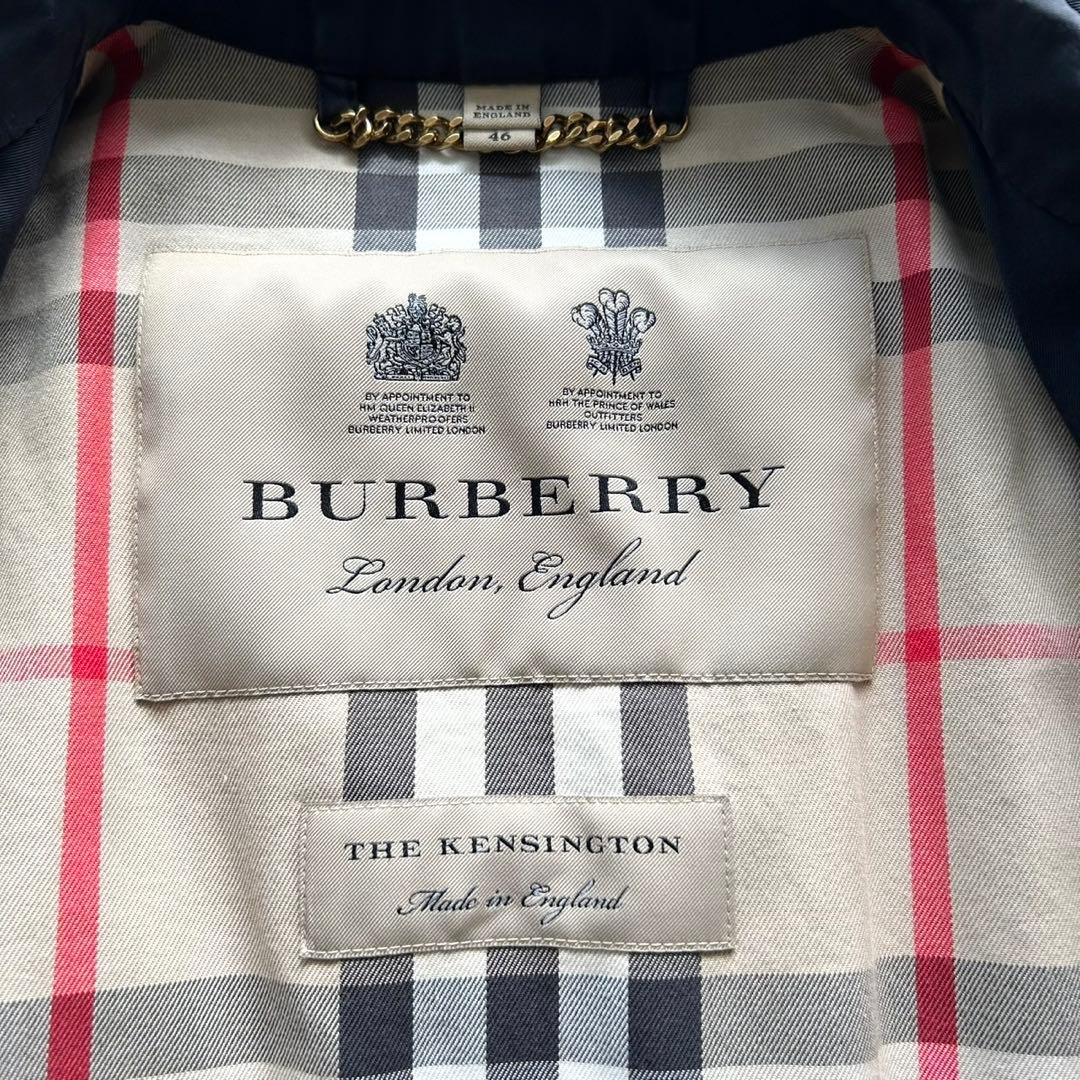 MADE IN
ENGLAND
46
BY APPOINTMENT TO
HM QUEEN ELIZABETH II
WEATHERPROOFERS
BURBERRY LIMITED LONDON
BY APPOINTMENT TO
HRH THE PRINCE OF WALES
OUTFITTERS
BURBERRY LIMITED LONDON
BURBERRY
London, England
THE KENSINGTON
Made in England